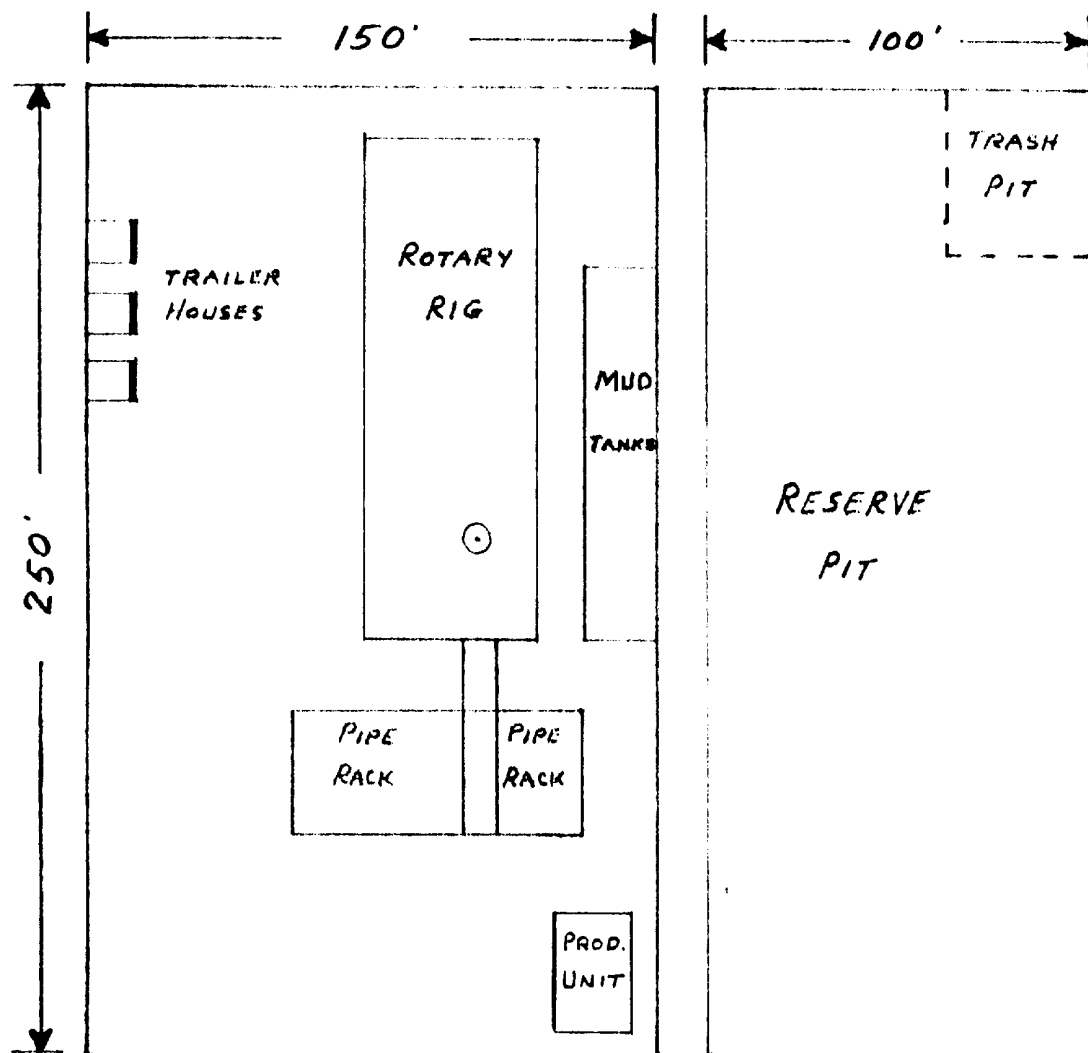 150'
100'
TRASH
PIT
ROTARY
RIG
TRAILER
HOUSES
MUD
TANKS
250'
RESERVE
PIT
PIPE
RACK
PIPE
RACK
PROD.
UNIT